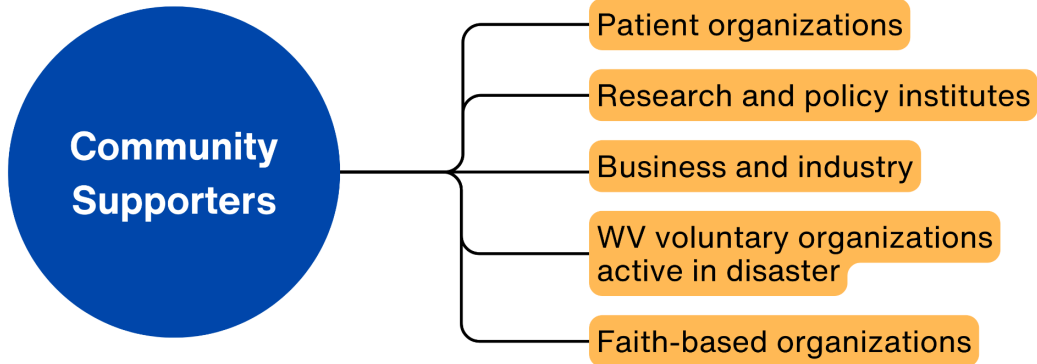 Community
Supporters
Patient organizations
Research and policy institutes
Business and industry
WV voluntary organizations
active in disaster
Faith-based organizations